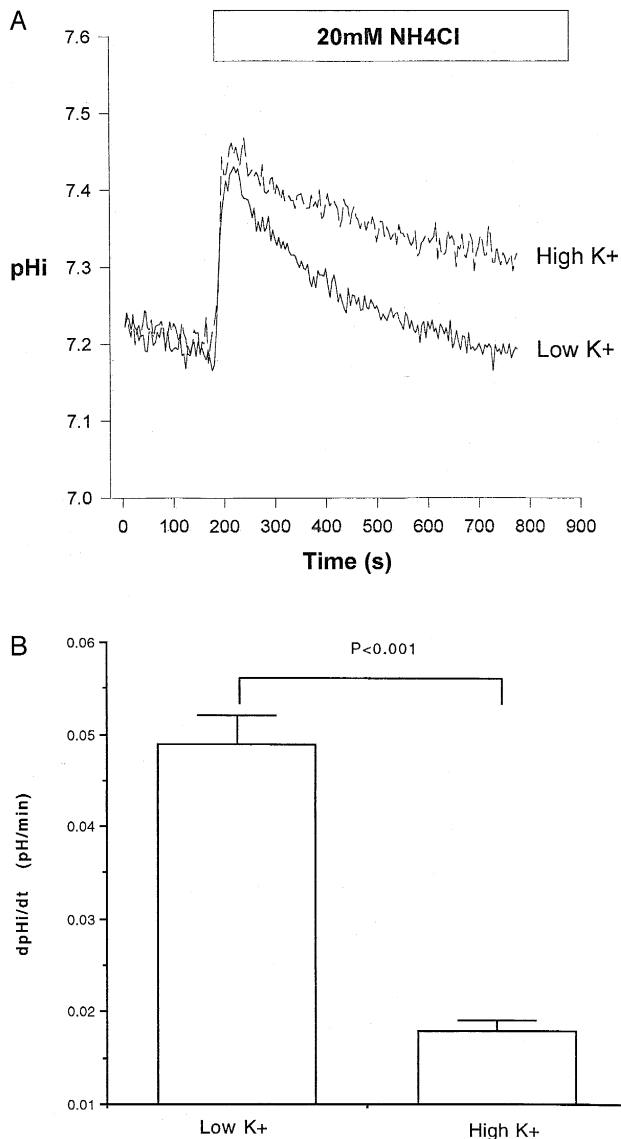 A
20mM NH4Cl
7.6
7.5
7.4
7.3
7.2
7.1
7.0
pHi
High K+
Low K+
0 100 200 300 400 500 600 700 800 900
Time (s)
B
P<0.001
0.06
0.05
0.04
0.03
0.02
0.01
dpHi/dt (pH/min)
Low K+ High K+